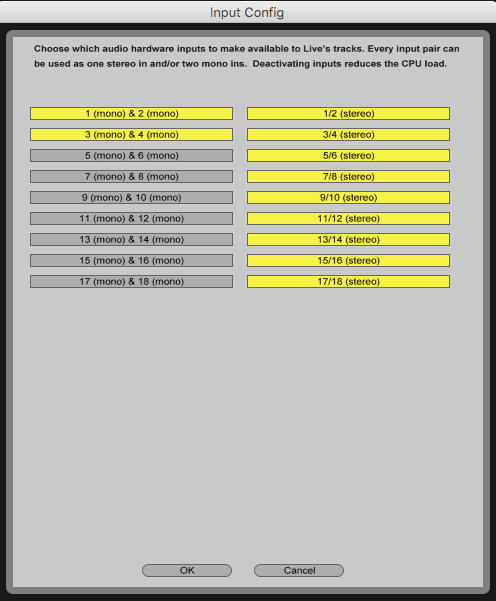 Input Config
Choose which audio hardware inputs to make available to Live's tracks. Every input pair can
be used as one stereo in and/or two mono ins. Deactivating inputs reduces the CPU load.
1 (mono) & 2 (mono) 1/2 (stereo)
3 (mono) & 4 (mono) 3/4 (stereo)
5 (mono) & 6 (mono) 5/6 (stereo)
7 (mono) & 8 (mono) 7/8 (stereo)
9 (mono) & 10 (mono) 9/10 (stereo)
11 (mono) & 12 (mono) 11/12 (stereo)
13 (mono) & 14 (mono) 13/14 (stereo)
15 (mono) & 16 (mono) 15/16 (stereo)
17 (mono) & 18 (mono) 17/18 (stereo)
OK Cancel